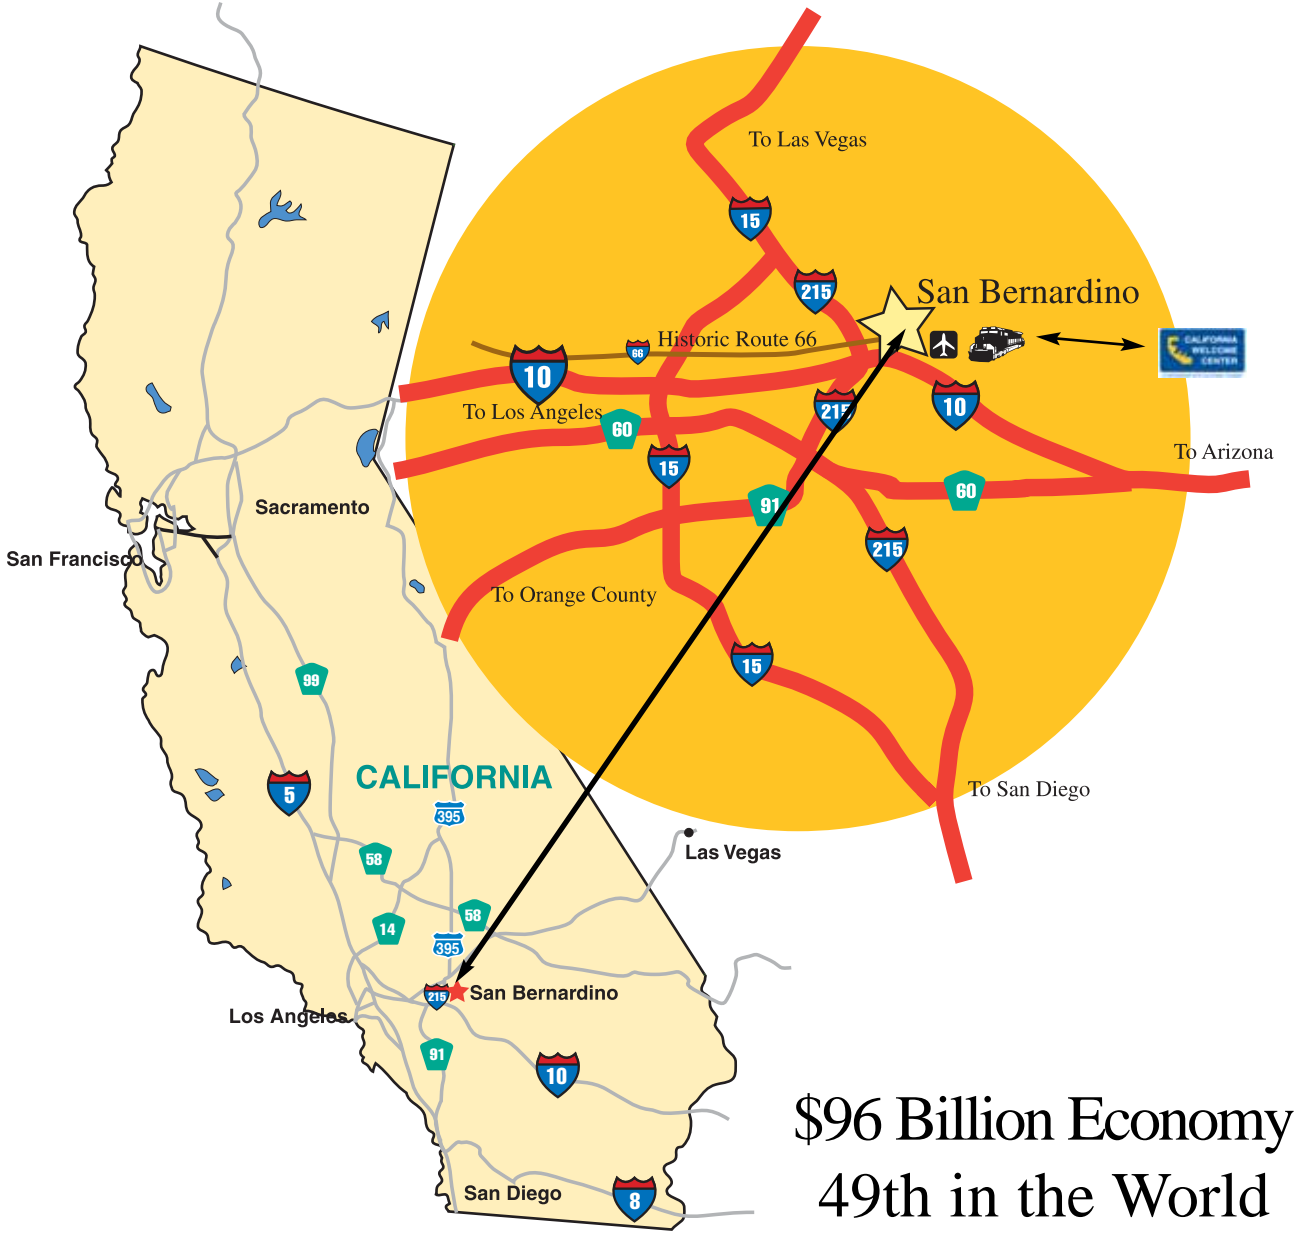 To Las Vegas
15
215
San Bernardino
Historic Route 66
66
CALIFORNIA
WELCOME
CENTER
10
215
10
To Los Angeles
60
To Arizona
15
60
91
Sacramento
215
San Francisco
To Orange County
15
99
CALIFORNIA
5
395
To San Diego
58
Las Vegas
58
14
395
215
San Bernardino
Los Angeles
91
10
$96 Billion Economy
49th in the World
San Diego
8